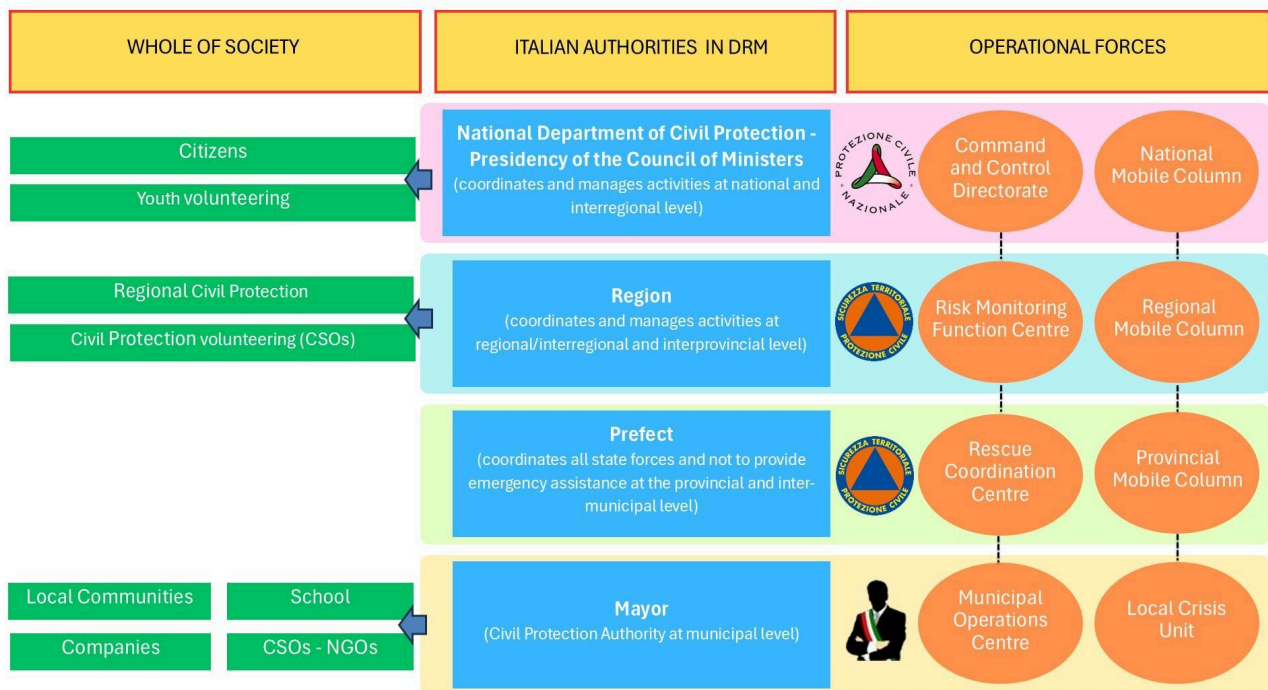 WHOLE OF SOCIETY
ITALIAN AUTHORITIES IN DRM
OPERATIONAL FORCES
Citizens
Youth volunteering
National Department of Civil Protection -
Presidency of the Council of Ministers
(coordinates and manages activities at national and
interregional level)
PROTEZIONE CIVILE
NAZIONALE
Command
and Control
Directorate
National
Mobile Column
Regional Civil Protection
Civil Protection volunteering (CSOs)
Region
(coordinates and manages activities at
regional/interregional and interprovincial level)
SICUREZZA TERRITORIALE
PROTEZIONE CIVILE
Risk Monitoring
Function Centre
Regional
Mobile Column
Prefect
(coordinates all state forces and not to provide
emergency assistance at the provincial and inter-
municipal level)
SICUREZZA TERRITORIALE
PROTEZIONE CIVILE
Rescue
Coordination
Centre
Provincial
Mobile Column
Local Communities
School
Companies
CSOs - NGOs
Mayor
(Civil Protection Authority at municipal level)
Municipal
Operations
Centre
Local Crisis
Unit